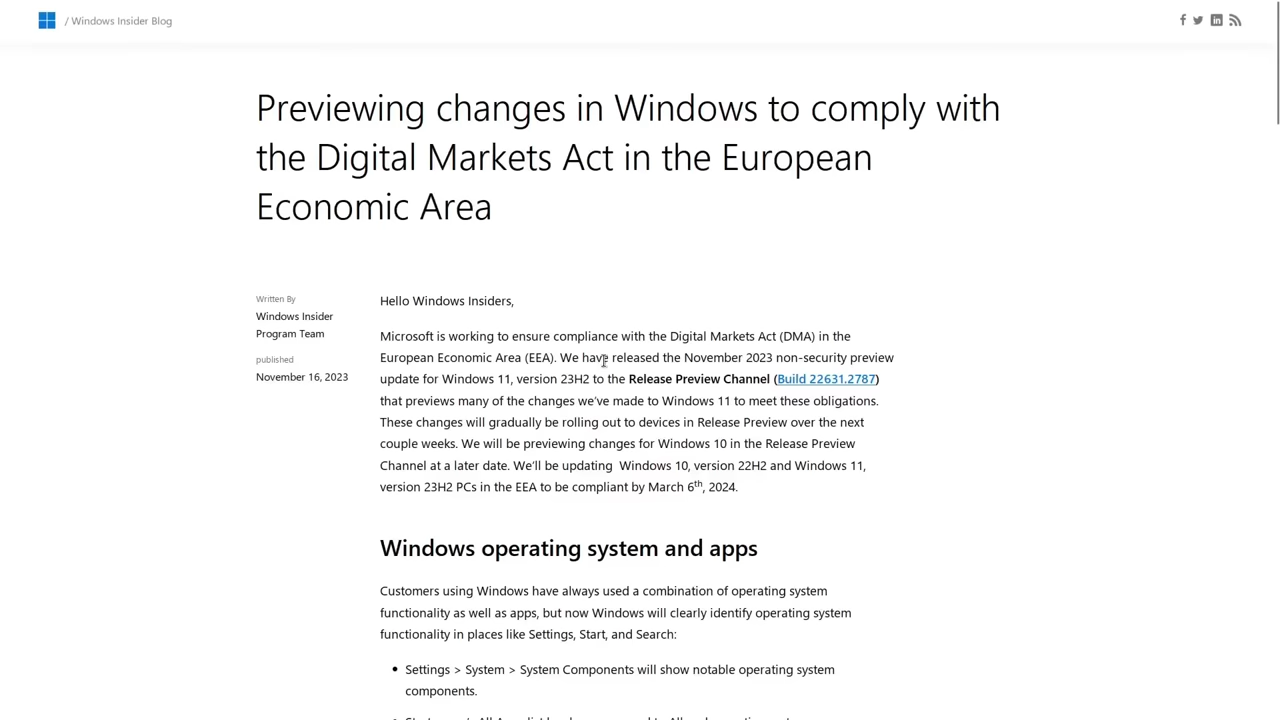 / Windows Insider Blog
Previewing changes in Windows to comply with
the Digital Markets Act in the European
Economic Area
Written By
Windows Insider
Program Team
published
November 16, 2023
Hello Windows Insiders,
Microsoft is working to ensure compliance with the Digital Markets Act (DMA) in the
European Economic Area (EEA). We have released the November 2023 non-security preview
update for Windows 11, version 23H2 to the Release Preview Channel (Build 22631.2787)
that previews many of the changes we've made to Windows 11 to meet these obligations.
These changes will gradually be rolling out to devices in Release Preview over the next
couple weeks. We will be previewing changes for Windows 10 in the Release Preview
Channel at a later date. We'll be updating  Windows 10, version 22H2 and Windows 11,
version 23H2 PCs in the EEA to be compliant by March 6th, 2024.
Windows operating system and apps
Customers using Windows have always used a combination of operating system
functionality as well as apps, but now Windows will clearly identify operating system
functionality in places like Settings, Start, and Search:
• Settings > System > System Components will show notable operating system
components.